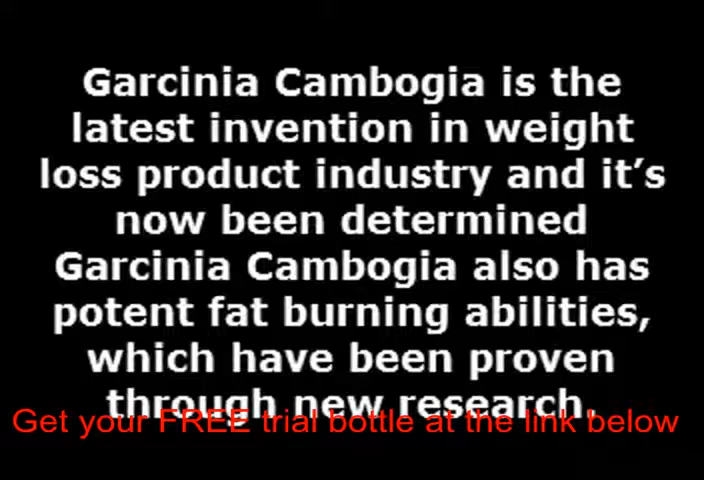 Garcinia Cambogia is the
latest invention in weight
loss product industry and it’s
now been determined
Garcinia Cambogia also has
potent fat burning abilities,
which have been proven
through new research.
Get your FREE trial bottle at the link below